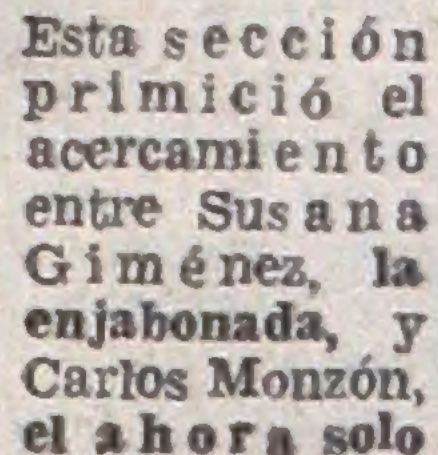 Esta sección
primició el
acercamiento
entre Susana
Giménez, la
enjabonada, y
Carlos Monzón,
el ahora solo